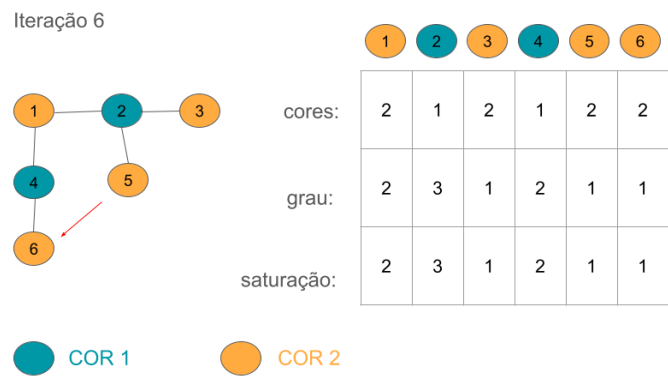 Iteração 6
1 2 3 4 5 6
1 2 3
cores: 2 1 2 1 2 2
4 5
grau: 2 3 1 2 1 1
6
saturação: 2 3 1 2 1 1
COR 1 COR 2